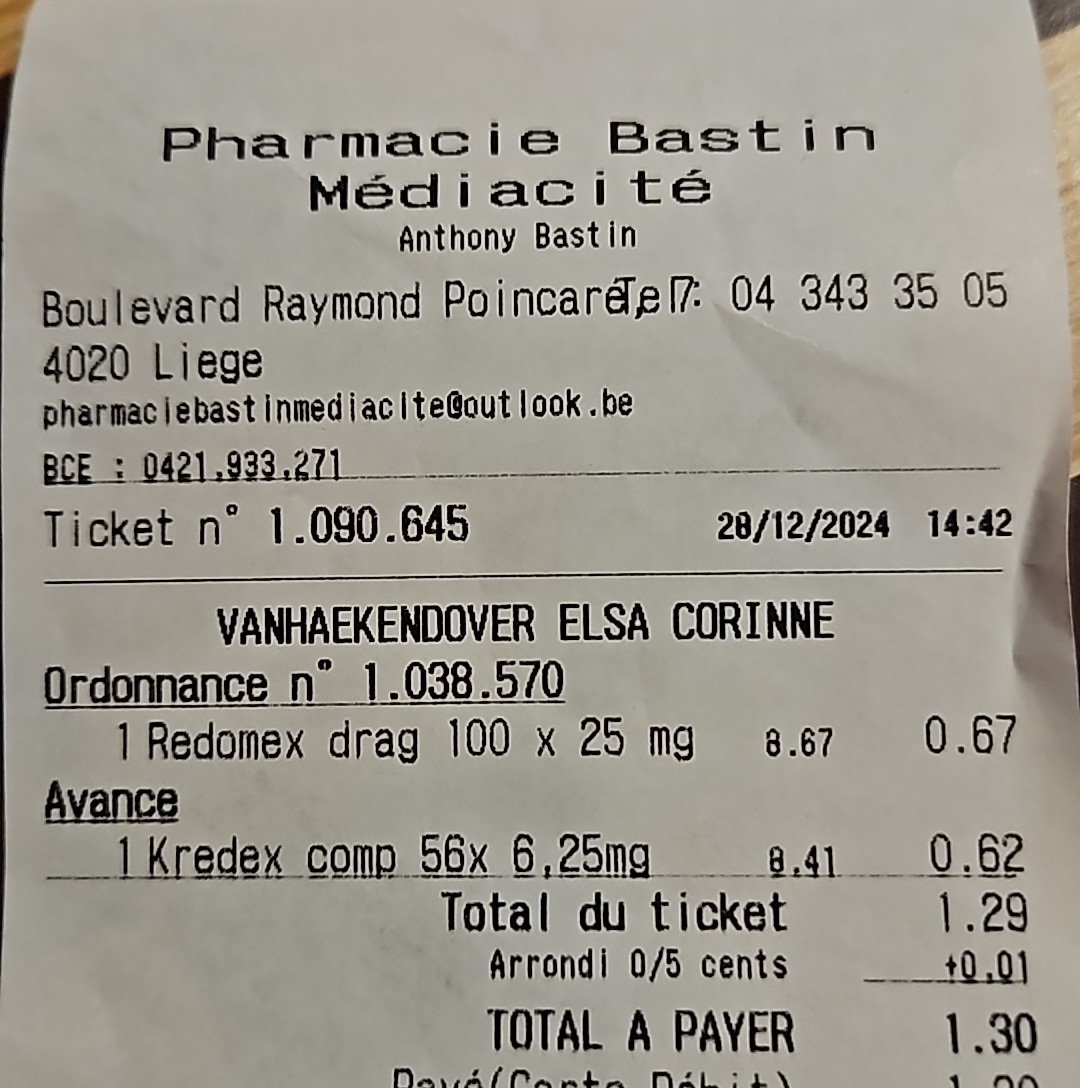 Pharmacie Bastin
Médiacité
Anthony Bastin
Boulevard Raymond Poincaré 7 Tel: 04 343 35 05
4020 Liege
pharmaciebastinmediacite@outlook.be
BCE : 0421.933.271
Ticket n° 1.090.645 28/12/2024 14:42
VANHAEKENDOVER ELSA CORINNE
Ordonnance n° 1.038.570
1 Redomex drag 100 x 25 mg 8.67 0.67
Avance
1 Kredex comp 56x 6,25mg 8.41 0.62
Total du ticket 1.29
Arrondi 0/5 cents +0.01
TOTAL A PAYER 1.30